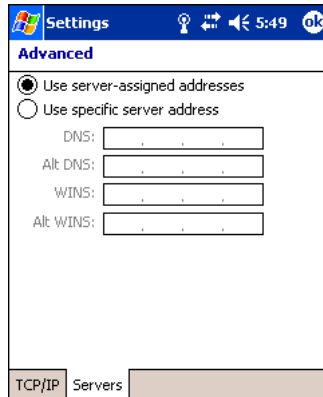 Settings 5:49 ok
Advanced
Use server-assigned addresses
Use specific server address
DNS: . . .
Alt DNS: . . .
WINS: . . .
Alt WINS: . . .
TCP/IP Servers